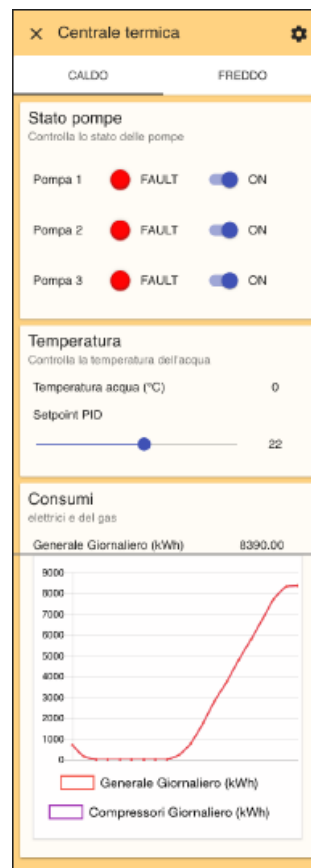 Centrale termica
CALDO FREDDO
Stato pompe
Controlla lo stato delle pompe
Pompa 1 FAULT ON
Pompa 2 FAULT ON
Pompa 3 FAULT ON
Temperatura
Controlla la temperatura dell'acqua
Temperatura acqua (°C) 0
Setpoint PID
22
Consumi
elettrici e del gas
Generale Giornaliero (kWh) 8390.00
9000
8000
7000
6000
5000
4000
3000
2000
1000
0
Generale Giornaliero (kWh)
Compressori Giornaliero (kWh)